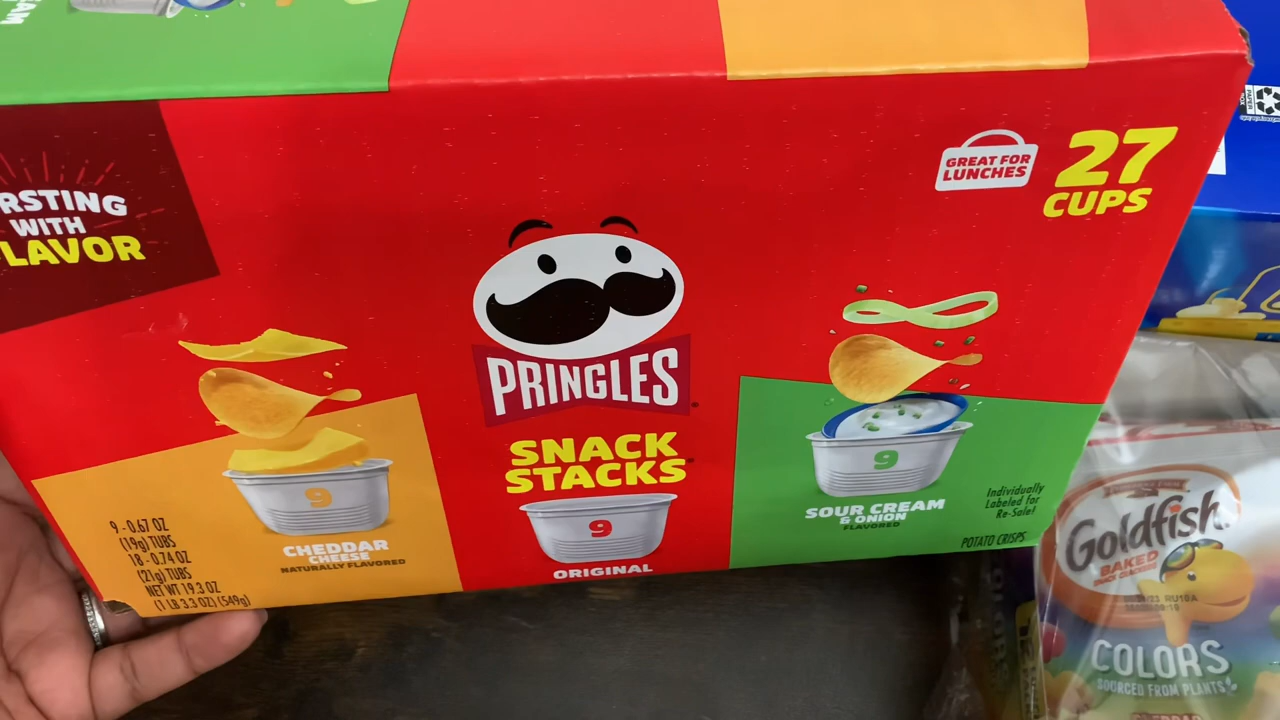 RSTING
WITH
LAVOR
GREAT FOR
LUNCHES
27
CUPS
PRINGLES
SNACK
STACKS
9
CHEDDAR
CHEESE
NATURALLY FLAVORED
9
ORIGINAL
9
SOUR CREAM
& ONION
FLAVORED
Individually
Labeled for
Re-Sale!
POTATO CRISPS
9 - 0.67 OZ
(19g) TUBS
18 - 0.74 OZ
(21g) TUBS
NET WT 19.3 OZ
(1 LB 3.3 OZ) (549g)
Goldfish
BAKED
SNACK CRACKERS
COLORS
SOURCED FROM PLANTS